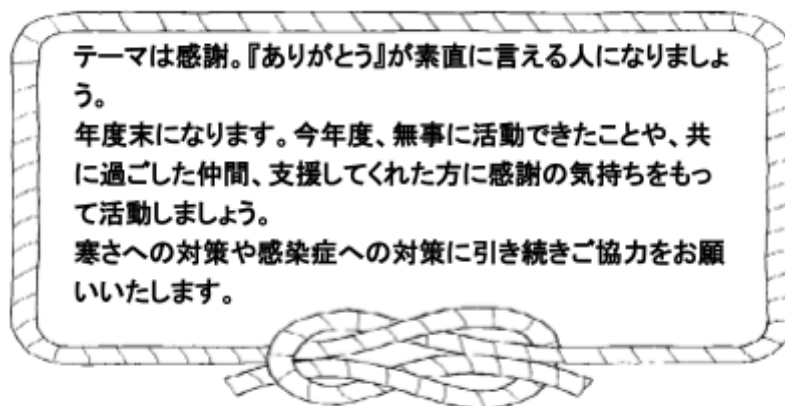 テーマは感謝。『ありがとう』が素直に言える人になりましょ
う。
年度末になります。今年度、無事に活動できたことや、共
に過ごした仲間、支援してくれた方に感謝の気持ちをもっ
て活動しましょう。
寒さへの対策や感染症への対策に引き続きご協力をお願
いいたします。